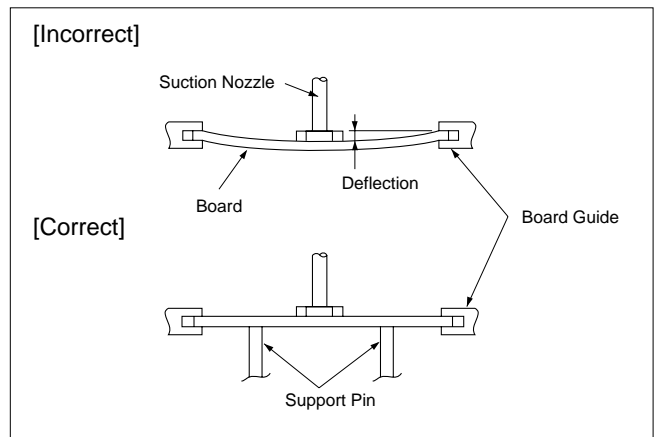 [Incorrect]
Suction Nozzle
Deflection
Board
Board Guide
[Correct]
Support Pin